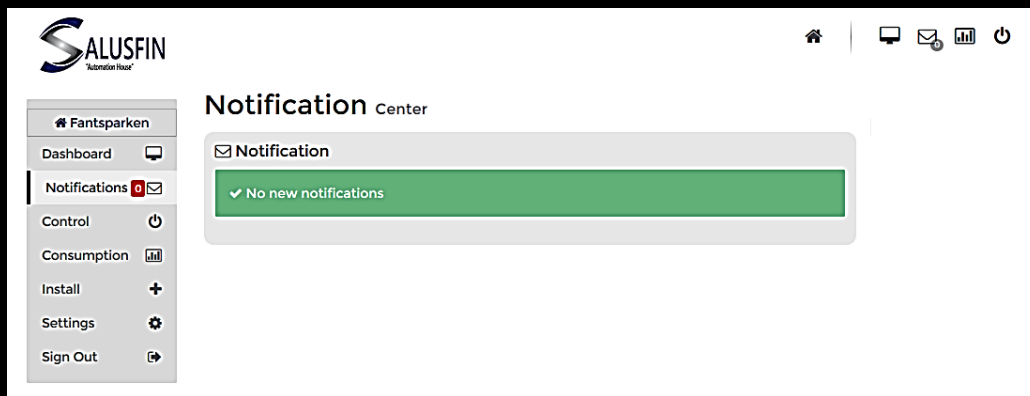 SALUSFIN
"Automation House"
0
Fantsparken
Dashboard
Notifications 0
Control
Consumption
Install
Settings
Sign Out
Notification Center
Notification
No new notifications